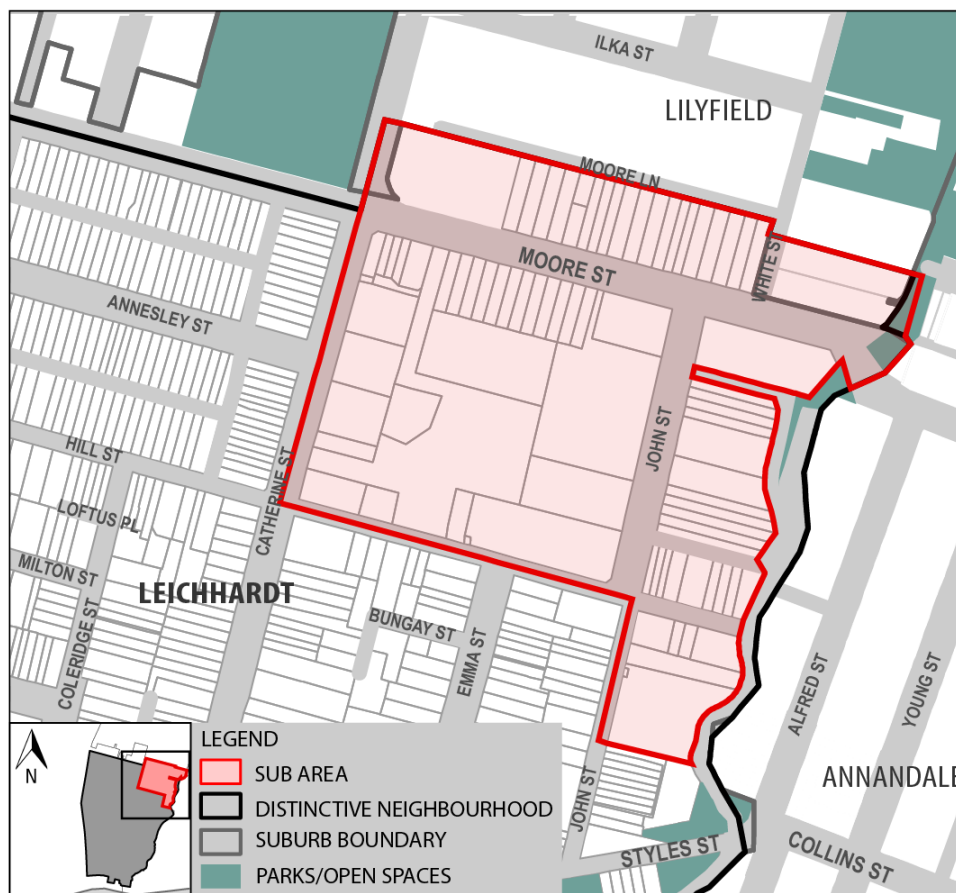 ILKA ST
LILYFIELD
MOORE LN
MOORE ST
WHITE ST
ANNESLEY ST
HILL ST
CATHERINE ST
JOHN ST
LOFTUS PL
MILTON ST
LEICHHARDT
COLERIDGE ST
BUNGAY ST
EMMA ST
ALFRED ST
YOUNG ST
ANNANDALE
JOHN ST
STYLES ST
COLLINS ST
N
LEGEND
SUB AREA
DISTINCTIVE NEIGHBOURHOOD
SUBURB BOUNDARY
PARKS/OPEN SPACES